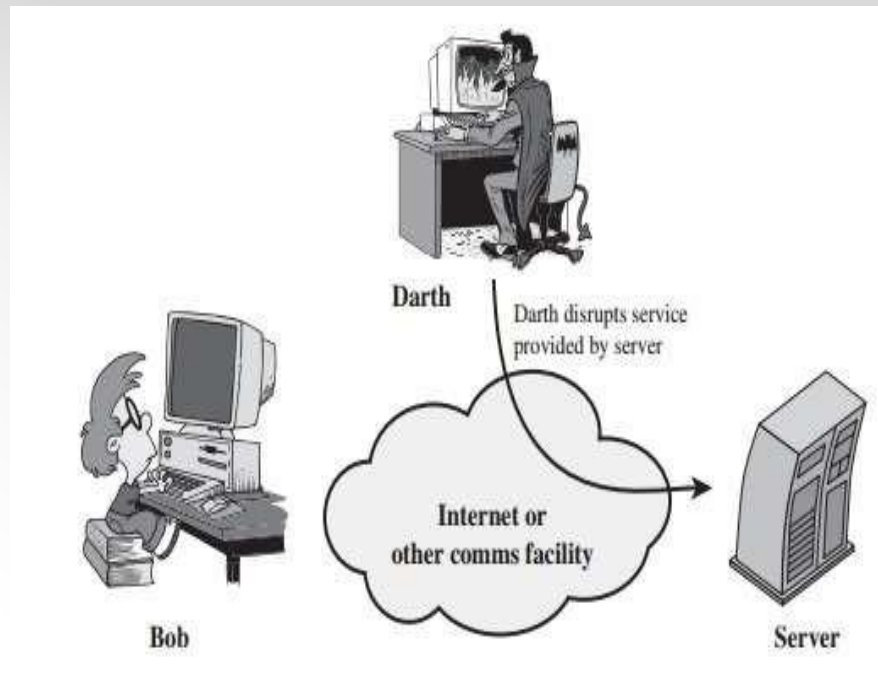 Darth
Darth disrupts service
provided by server
Internet or
other comms facility
Bob
Server